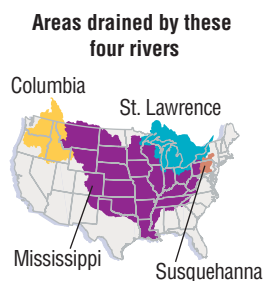 Areas drained by these
four rivers
Columbia
St. Lawrence
Mississippi
Susquehanna